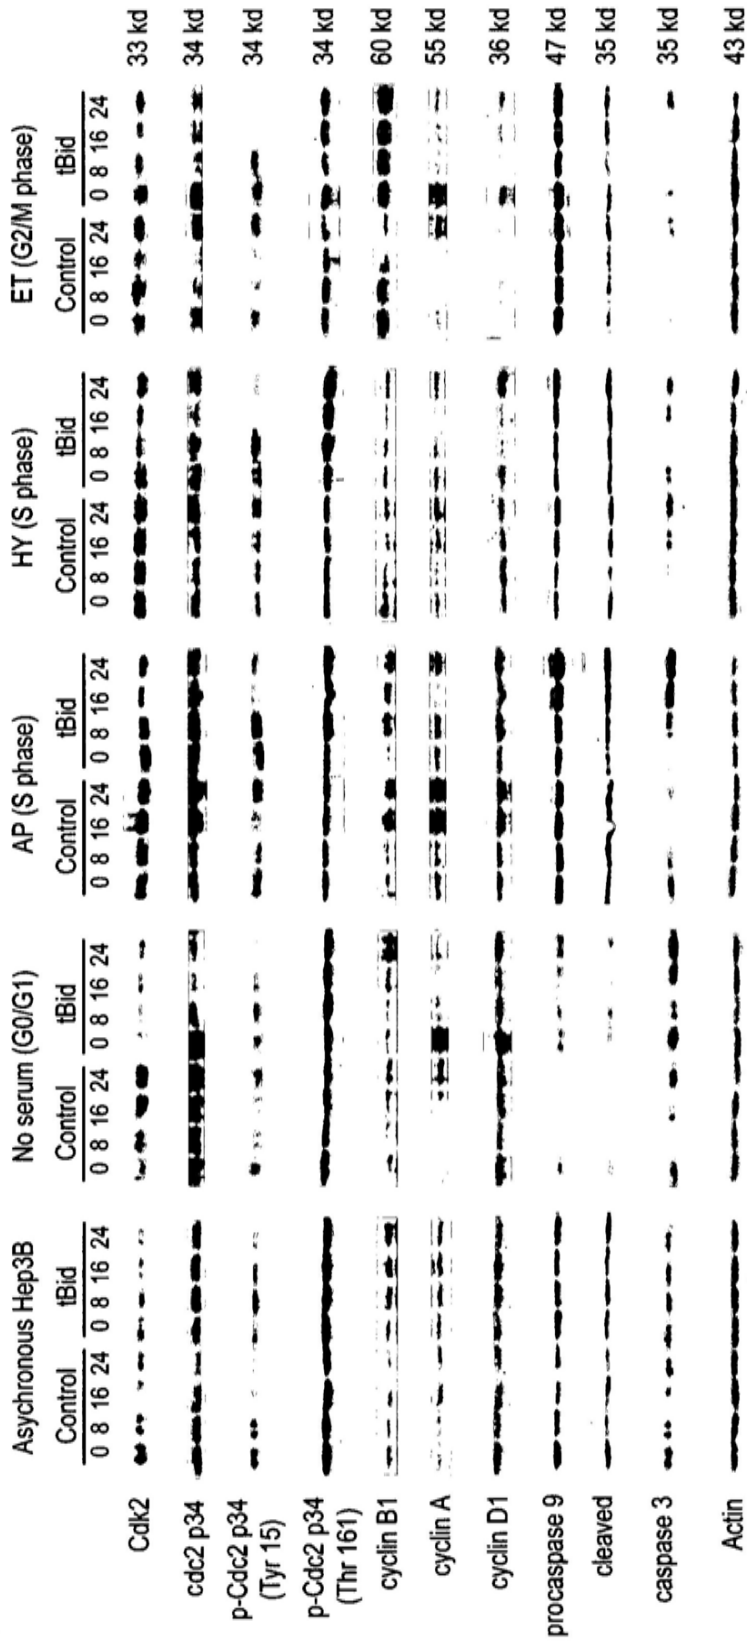 Asychronous Hep3B
No serum (G0/G1)
AP (S phase)
HY (S phase)
ET (G2/M phase)
Control tBid Control tBid Control tBid Control tBid Control tBid
0 8 16 24 0 8 16 24 0 8 16 24 0 8 16 24 0 8 16 24 0 8 16 24 0 8 16 24 0 8 16 24 0 8 16 24 0 8 16 24
Cdk2 33 kd
cdc2 p34 34 kd
p-Cdc2 p34
(Tyr 15) 34 kd
p-Cdc2 p34
(Thr 161) 34 kd
cyclin B1 60 kd
cyclin A 55 kd
cyclin D1 36 kd
procaspase 9 47 kd
cleaved 35 kd
caspase 3 35 kd
Actin 43 kd